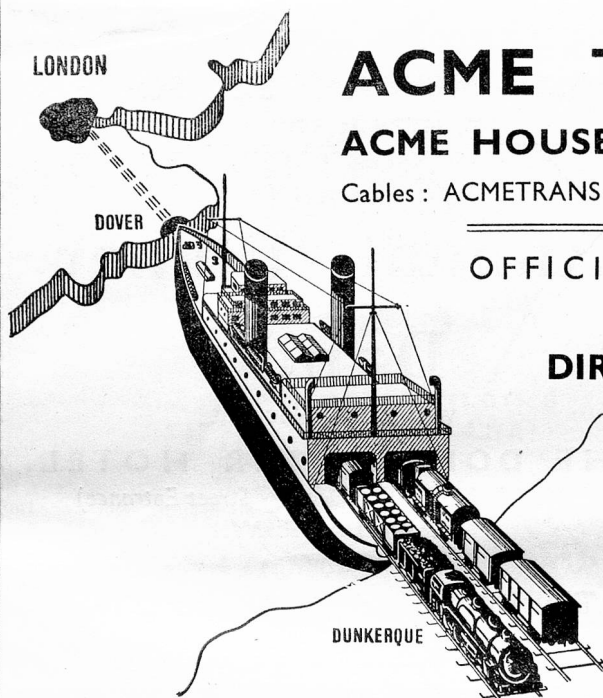 LONDON
ACME T
ACME HOUSE
Cables : ACMETRANS
DOVER
OFFICI
DIR
DUNKERQUE